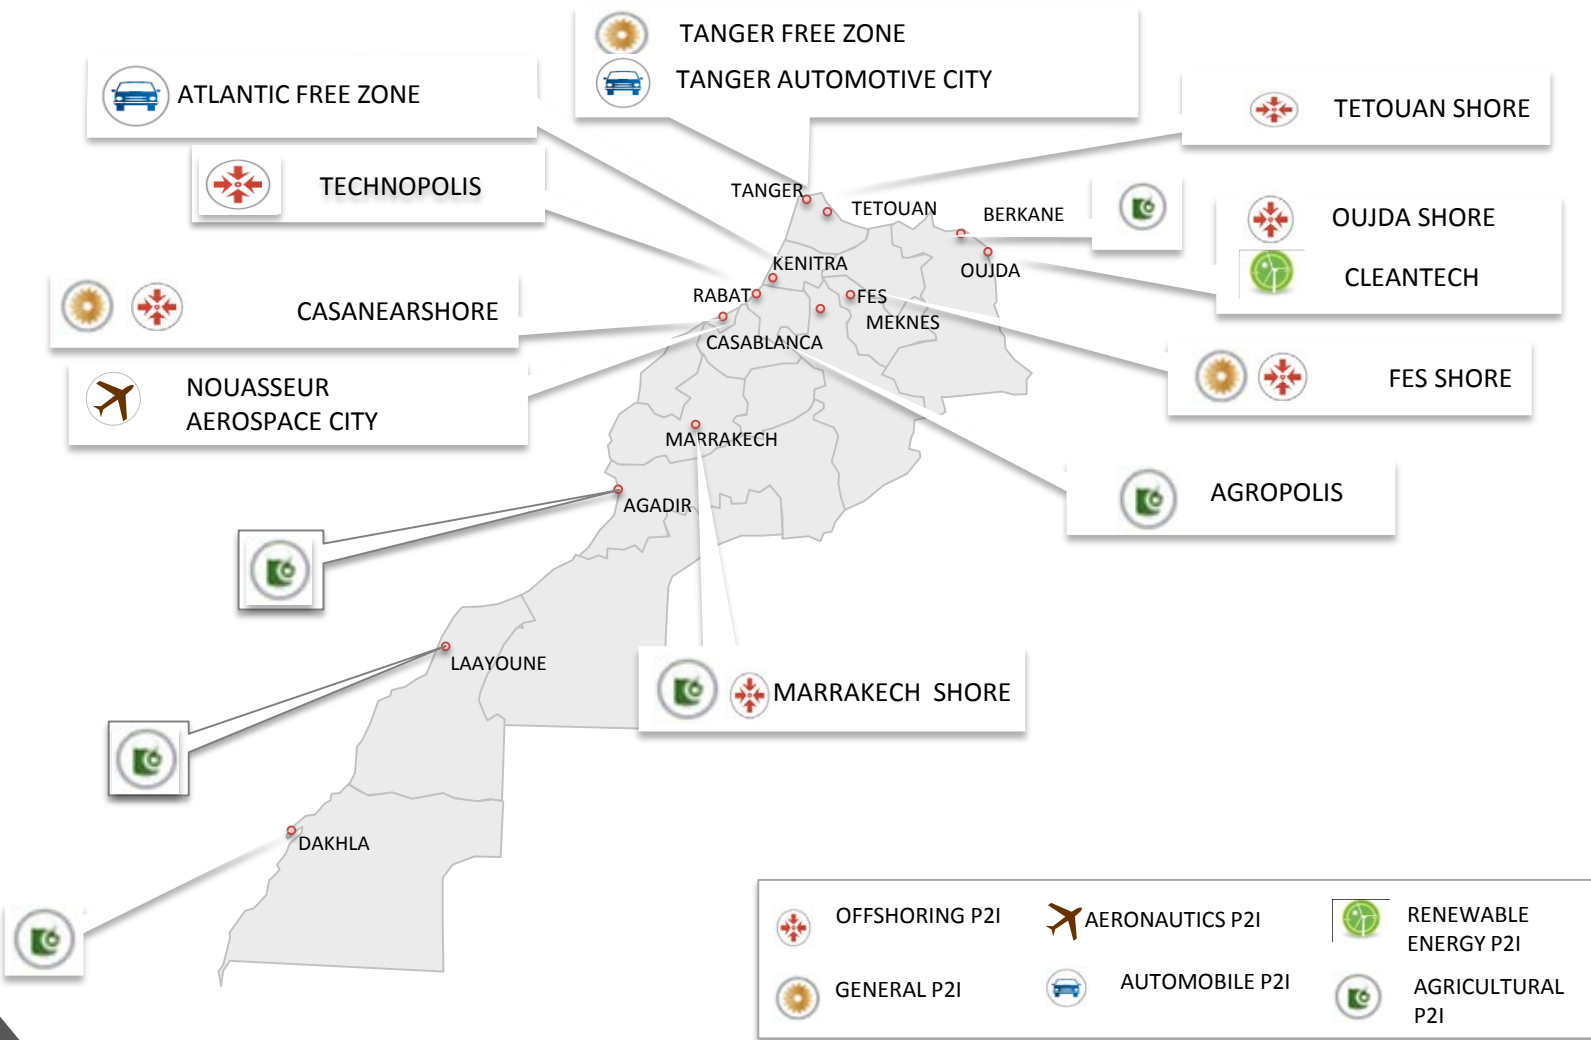 TANGER FREE ZONE
TANGER AUTOMOTIVE CITY
ATLANTIC FREE ZONE
TETOUAN SHORE
TECHNOPOLIS
TANGER
TETOUAN
BERKANE
OUJDA SHORE
CLEANTECH
KENITRA
OUJDA
RABAT
FES
MEKNES
CASANEARSHORE
CASABLANCA
FES SHORE
NOUASSEUR
AEROSPACE CITY
MARRAKECH
AGROPOLIS
AGADIR
LAAYOUNE
MARRAKECH  SHORE
DAKHLA
OFFSHORING P2I
AERONAUTICS P2I
RENEWABLE
ENERGY P2I
GENERAL P2I
AUTOMOBILE P2I
AGRICULTURAL
P2I